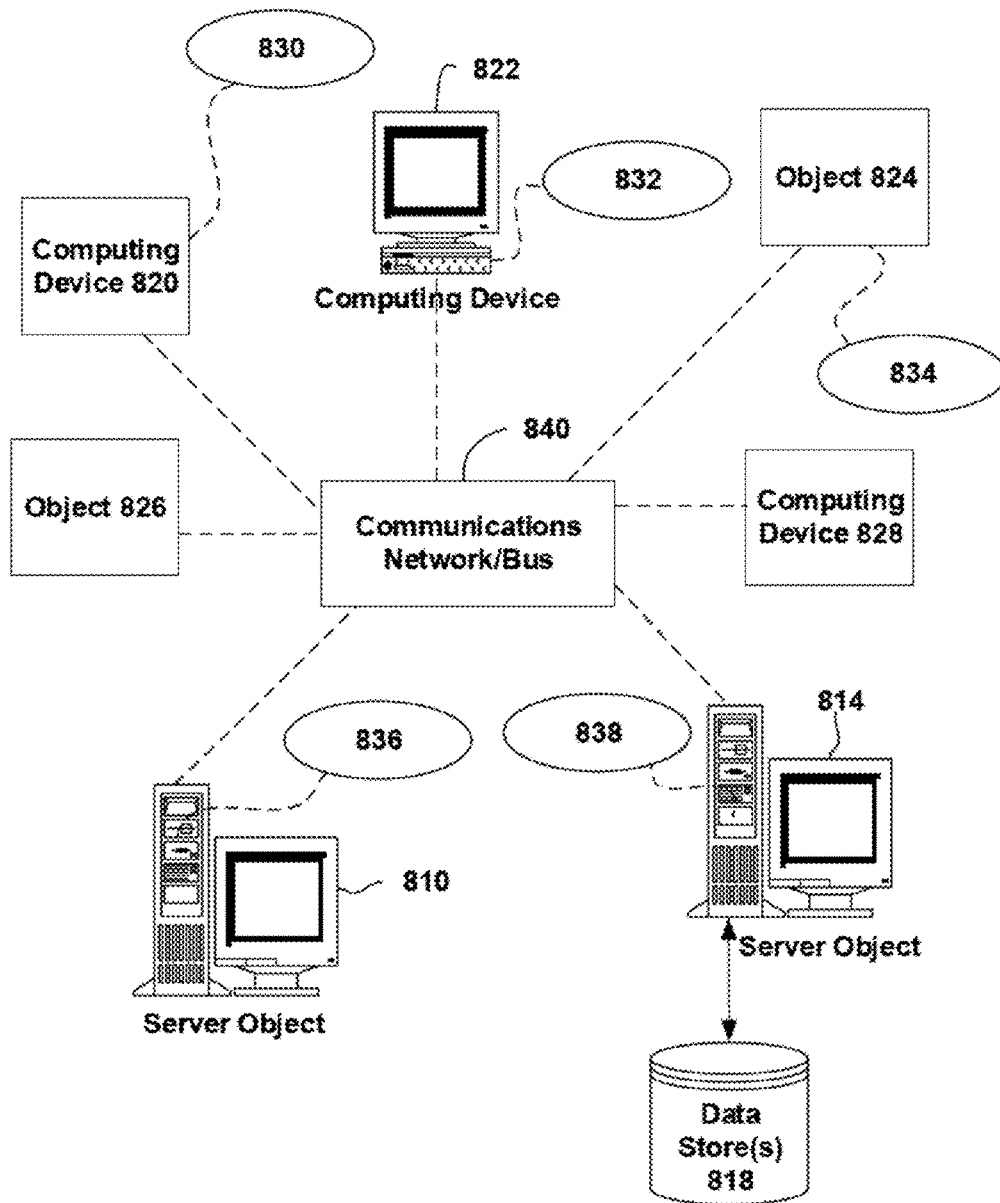 830
822
832
Object 824
Computing
Device 820
Computing Device
834
840
Object 826
Communications
Network/Bus
Computing
Device 828
836
838
814
810
Server Object
Server Object
Data
Store(s)
818